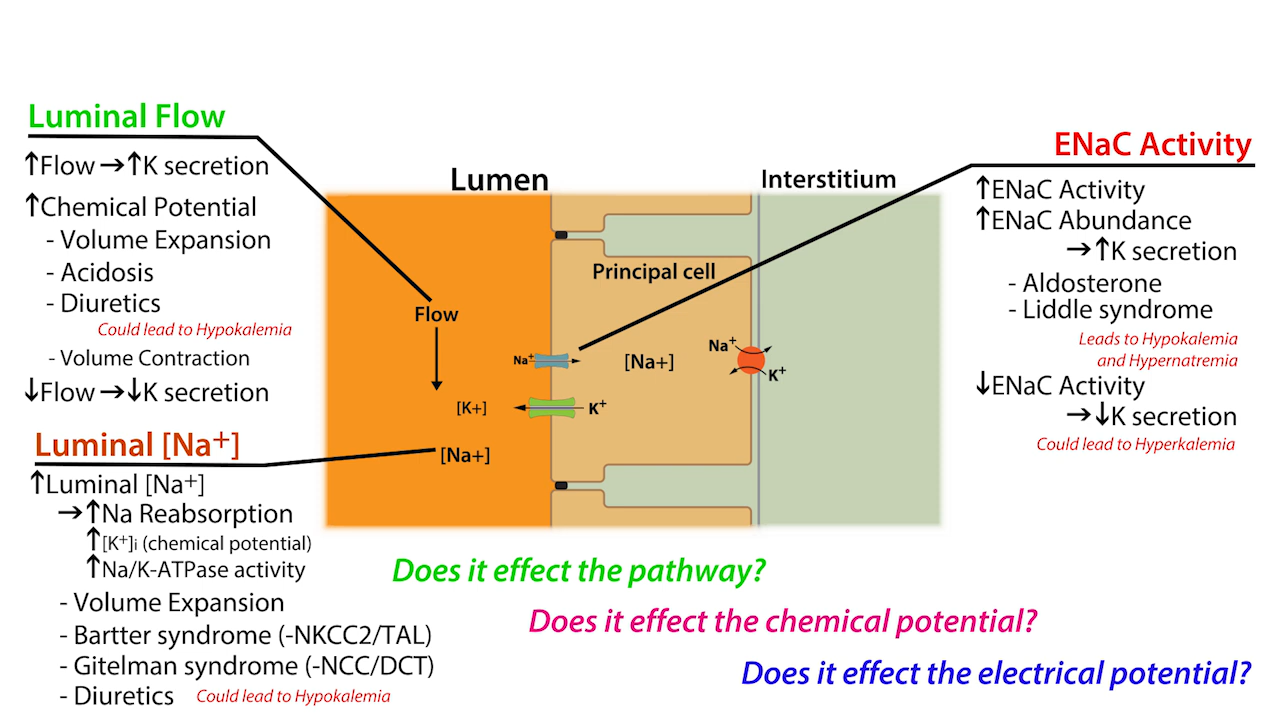 Luminal Flow
↑Flow →↑K secretion
↑Chemical Potential
- Volume Expansion
- Acidosis
- Diuretics
Could lead to Hypokalemia
- Volume Contraction
↓Flow →↓K secretion
Luminal [Na+]
↑Luminal [Na+]
→↑Na Reabsorption
↑[K+]i (chemical potential)
↑Na/K-ATPase activity
- Volume Expansion
- Bartter syndrome (-NKCC2/TAL)
- Gitelman syndrome (-NCC/DCT)
- Diuretics Could lead to Hypokalemia
Lumen
Interstitium
Principal cell
Flow
Na+
[Na+]
Na+
K+
[K+]
K+
[Na+]
ENaC Activity
↑ENaC Activity
↑ENaC Abundance
→↑K secretion
- Aldosterone
- Liddle syndrome
Leads to Hypokalemia
and Hypernatremia
↓ENaC Activity
→↓K secretion
Could lead to Hyperkalemia
Does it effect the pathway?
Does it effect the chemical potential?
Does it effect the electrical potential?